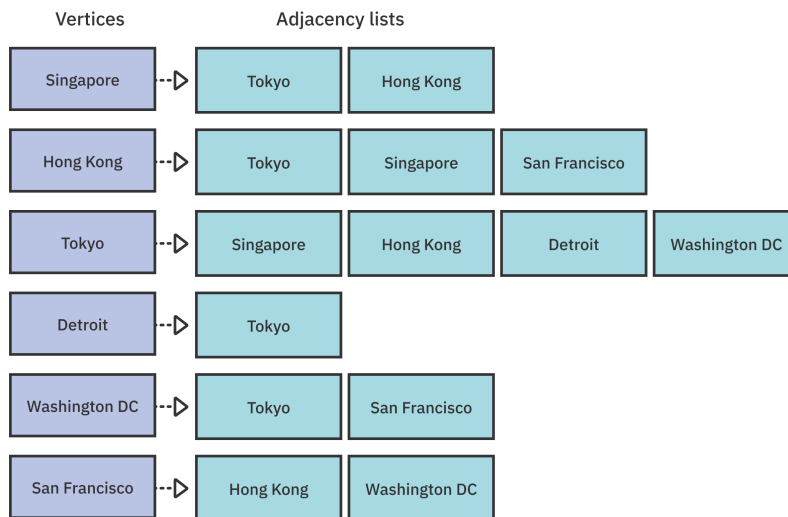 Vertices Adjacency lists
Singapore Tokyo Hong Kong
Hong Kong Tokyo Singapore San Francisco
Tokyo Singapore Hong Kong Detroit Washington DC
Detroit Tokyo
Washington DC Tokyo San Francisco
San Francisco Hong Kong Washington DC